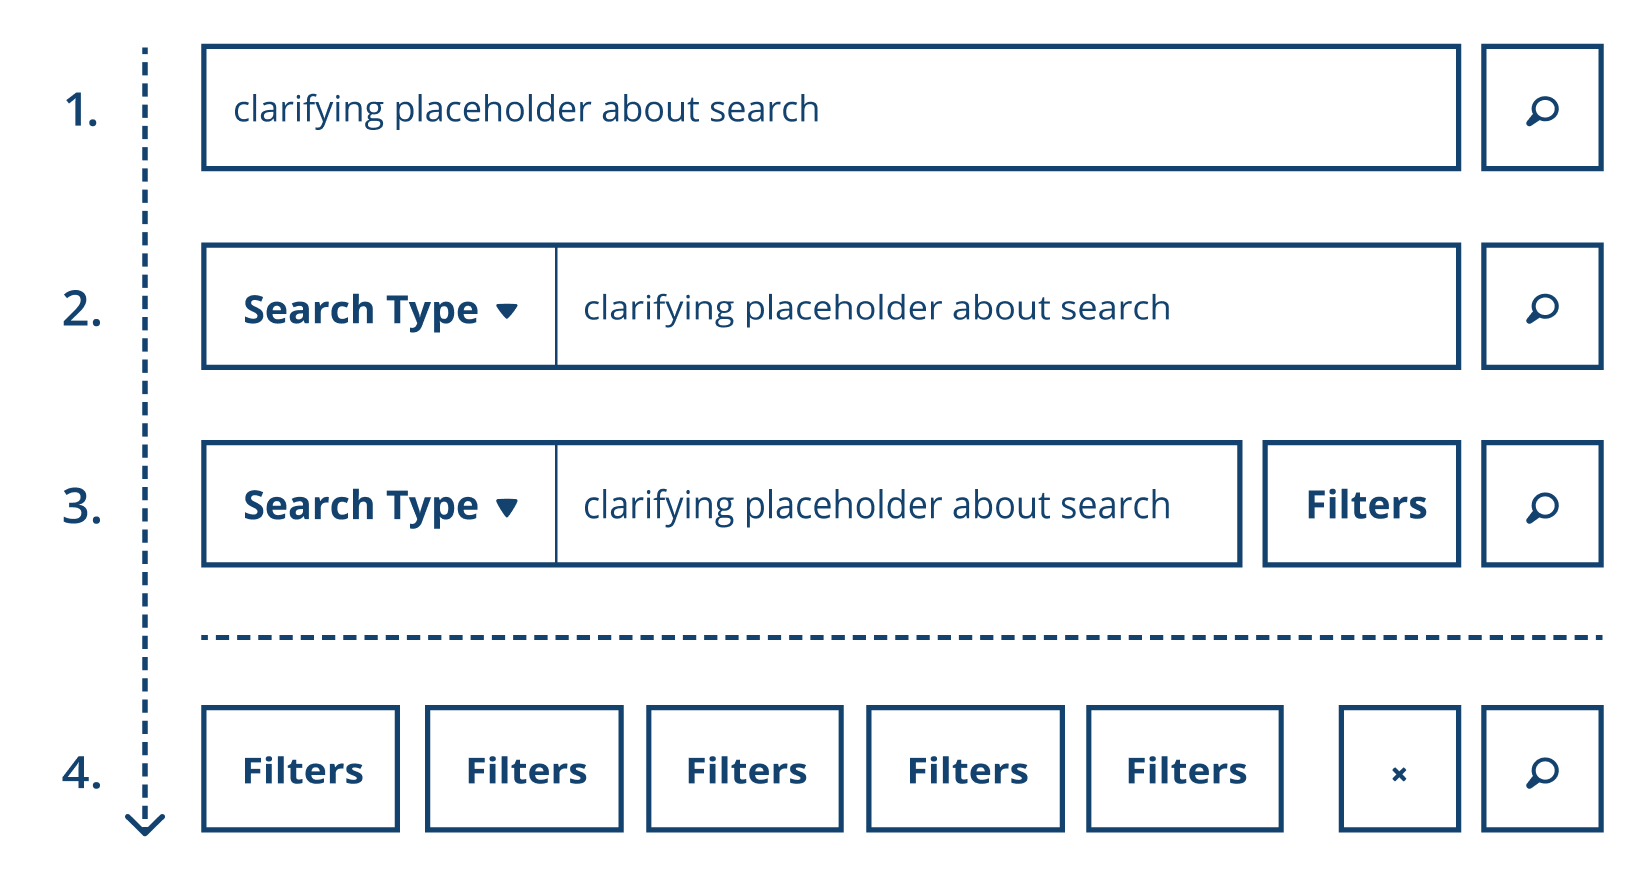 1. clarifying placeholder about search
2. Search Type clarifying placeholder about search
3. Search Type clarifying placeholder about search Filters
4. Filters Filters Filters Filters Filters ×